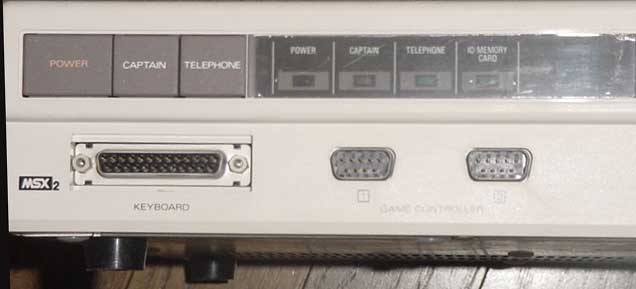 POWER CAPTAIN TELEPHONE
POWER CAPTAIN TELEPHONE IC MEMORY
CARD
MSX2
KEYBOARD
1 2
GAME CONTROLLER